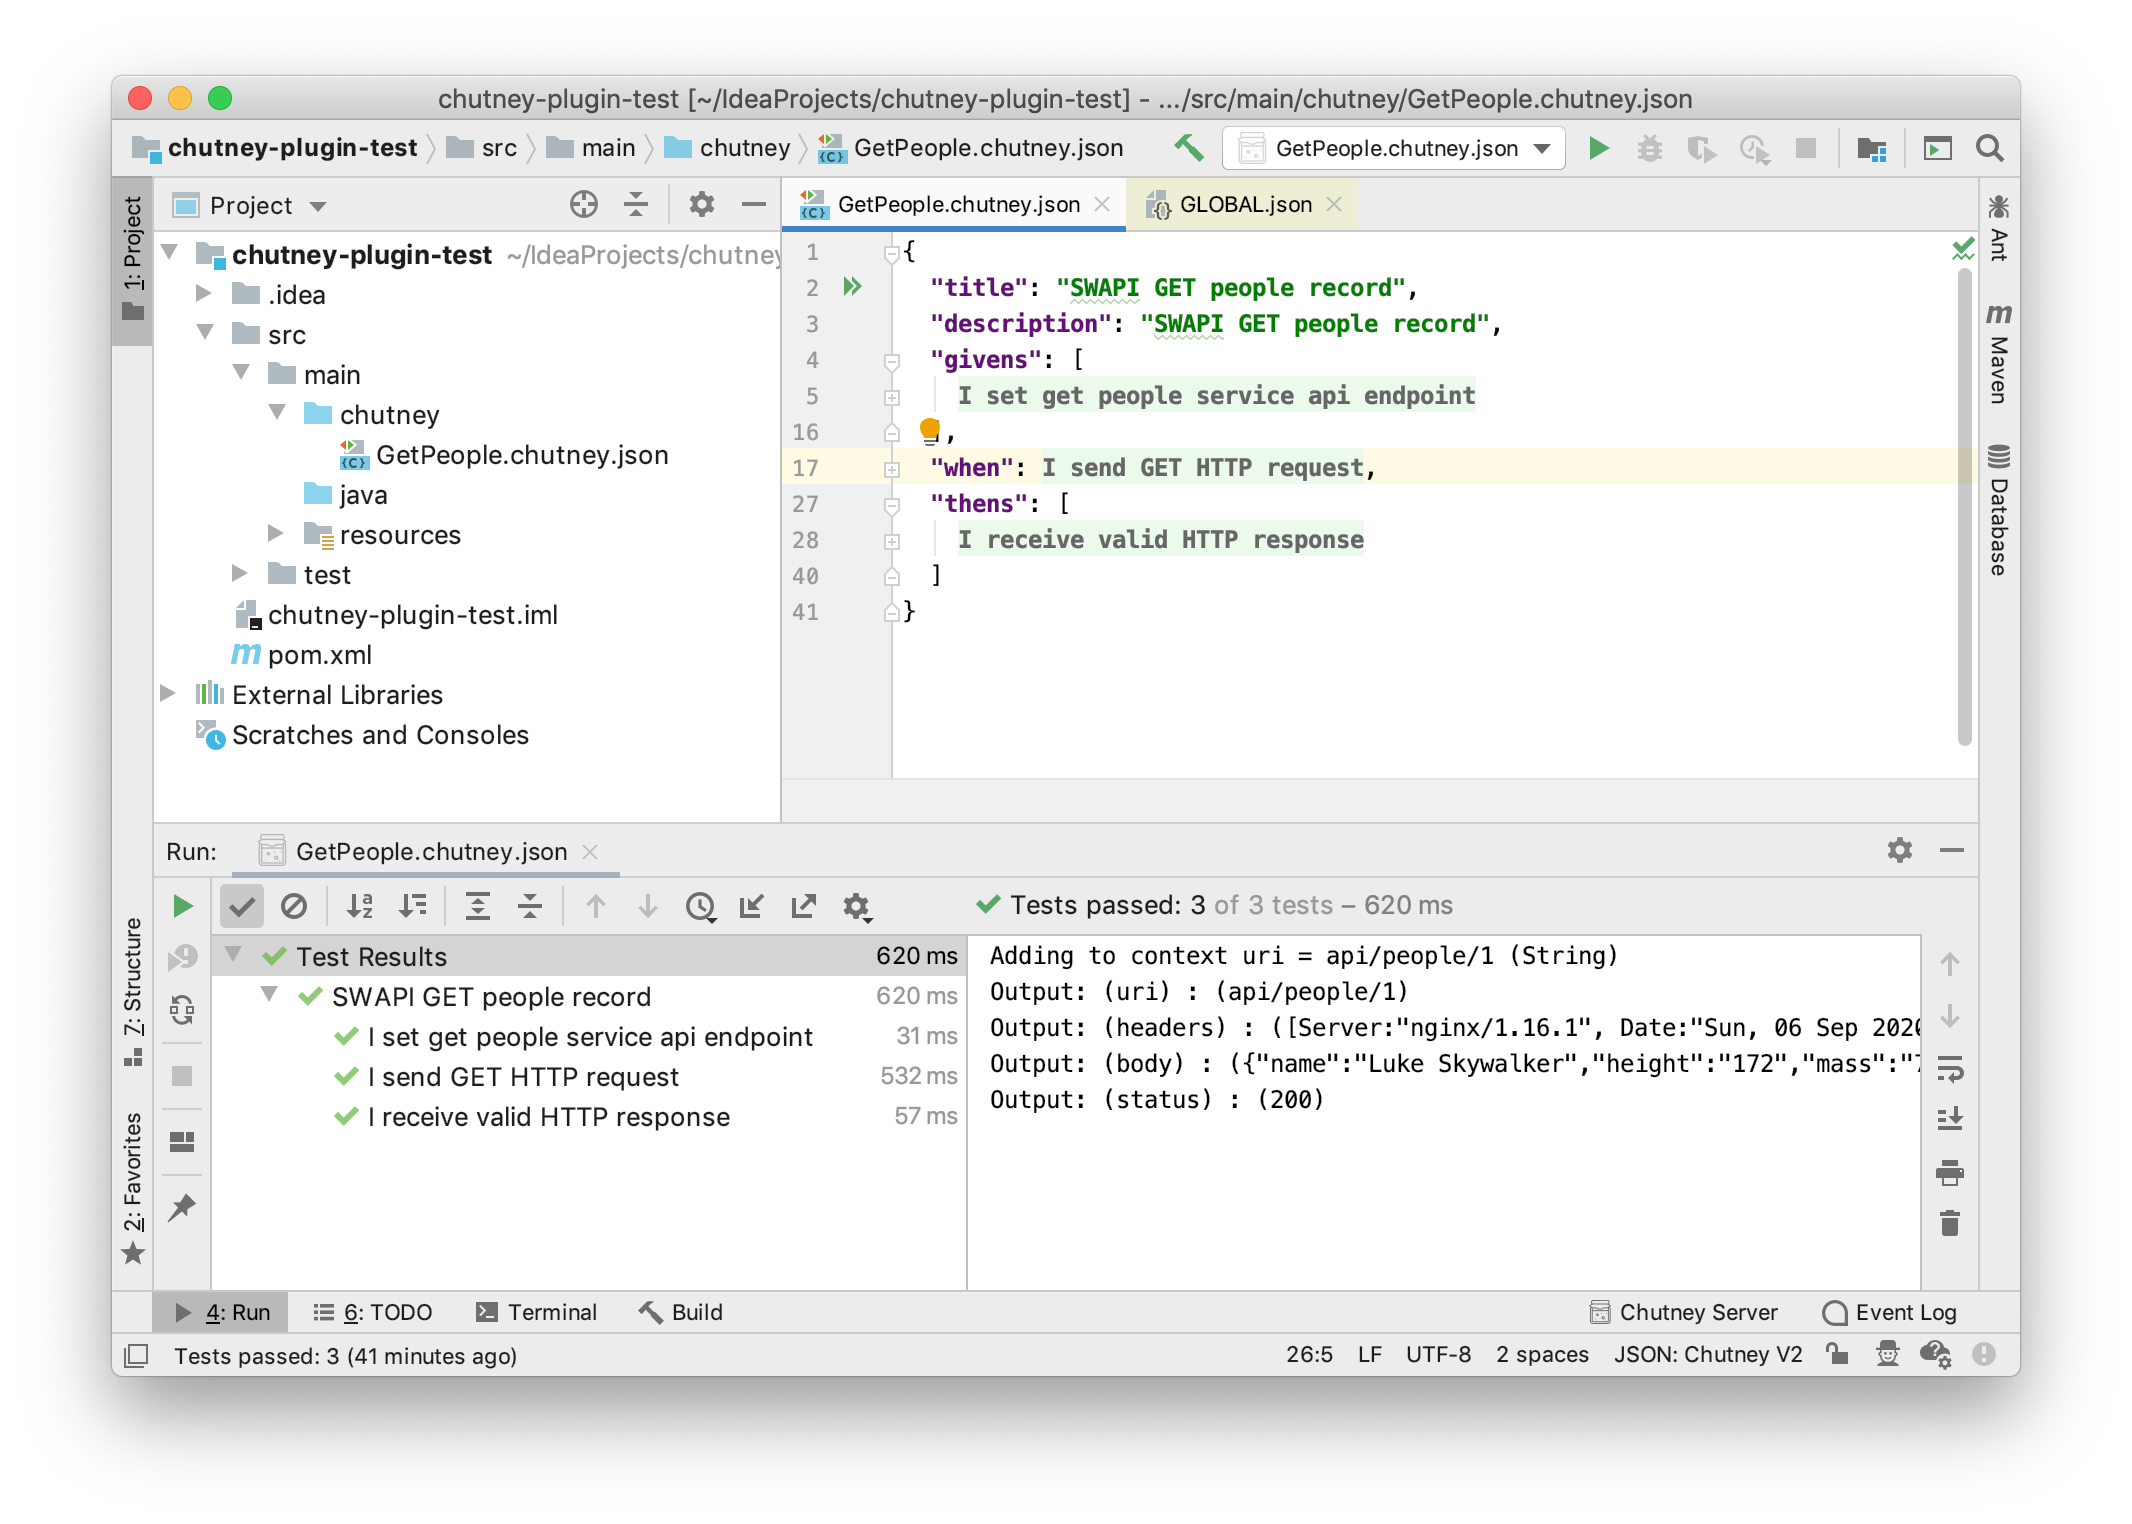 chutney-plugin-test [~/IdeaProjects/chutney-plugin-test] - .../src/main/chutney/GetPeople.chutney.json
chutney-plugin-test src main chutney GetPeople.chutney.json GetPeople.chutney.json
1: Project
Project
chutney-plugin-test ~/IdeaProjects/chutney
.idea
src
main
chutney
GetPeople.chutney.json
java
resources
test
chutney-plugin-test.iml
pom.xml
External Libraries
Scratches and Consoles
GetPeople.chutney.json GLOBAL.json
1 {
2 "title": "SWAPI GET people record",
3 "description": "SWAPI GET people record",
4 "givens": [
5 I set get people service api endpoint
16 ],
17 "when": I send GET HTTP request,
27 "thens": [
28 I receive valid HTTP response
40 ]
41 }
Ant
Maven
Database
Run: GetPeople.chutney.json
Tests passed: 3 of 3 tests – 620 ms
7: Structure
2: Favorites
Test Results 620 ms
SWAPI GET people record 620 ms
I set get people service api endpoint 31 ms
I send GET HTTP request 532 ms
I receive valid HTTP response 57 ms
Adding to context uri = api/people/1 (String)
Output: (uri) : (api/people/1)
Output: (headers) : ([Server:"nginx/1.16.1", Date:"Sun, 06 Sep 2020
Output: (body) : ({"name":"Luke Skywalker","height":"172","mass":"7
Output: (status) : (200)
4: Run 6: TODO Terminal Build Chutney Server Event Log
Tests passed: 3 (41 minutes ago) 26:5 LF UTF-8 2 spaces JSON: Chutney V2